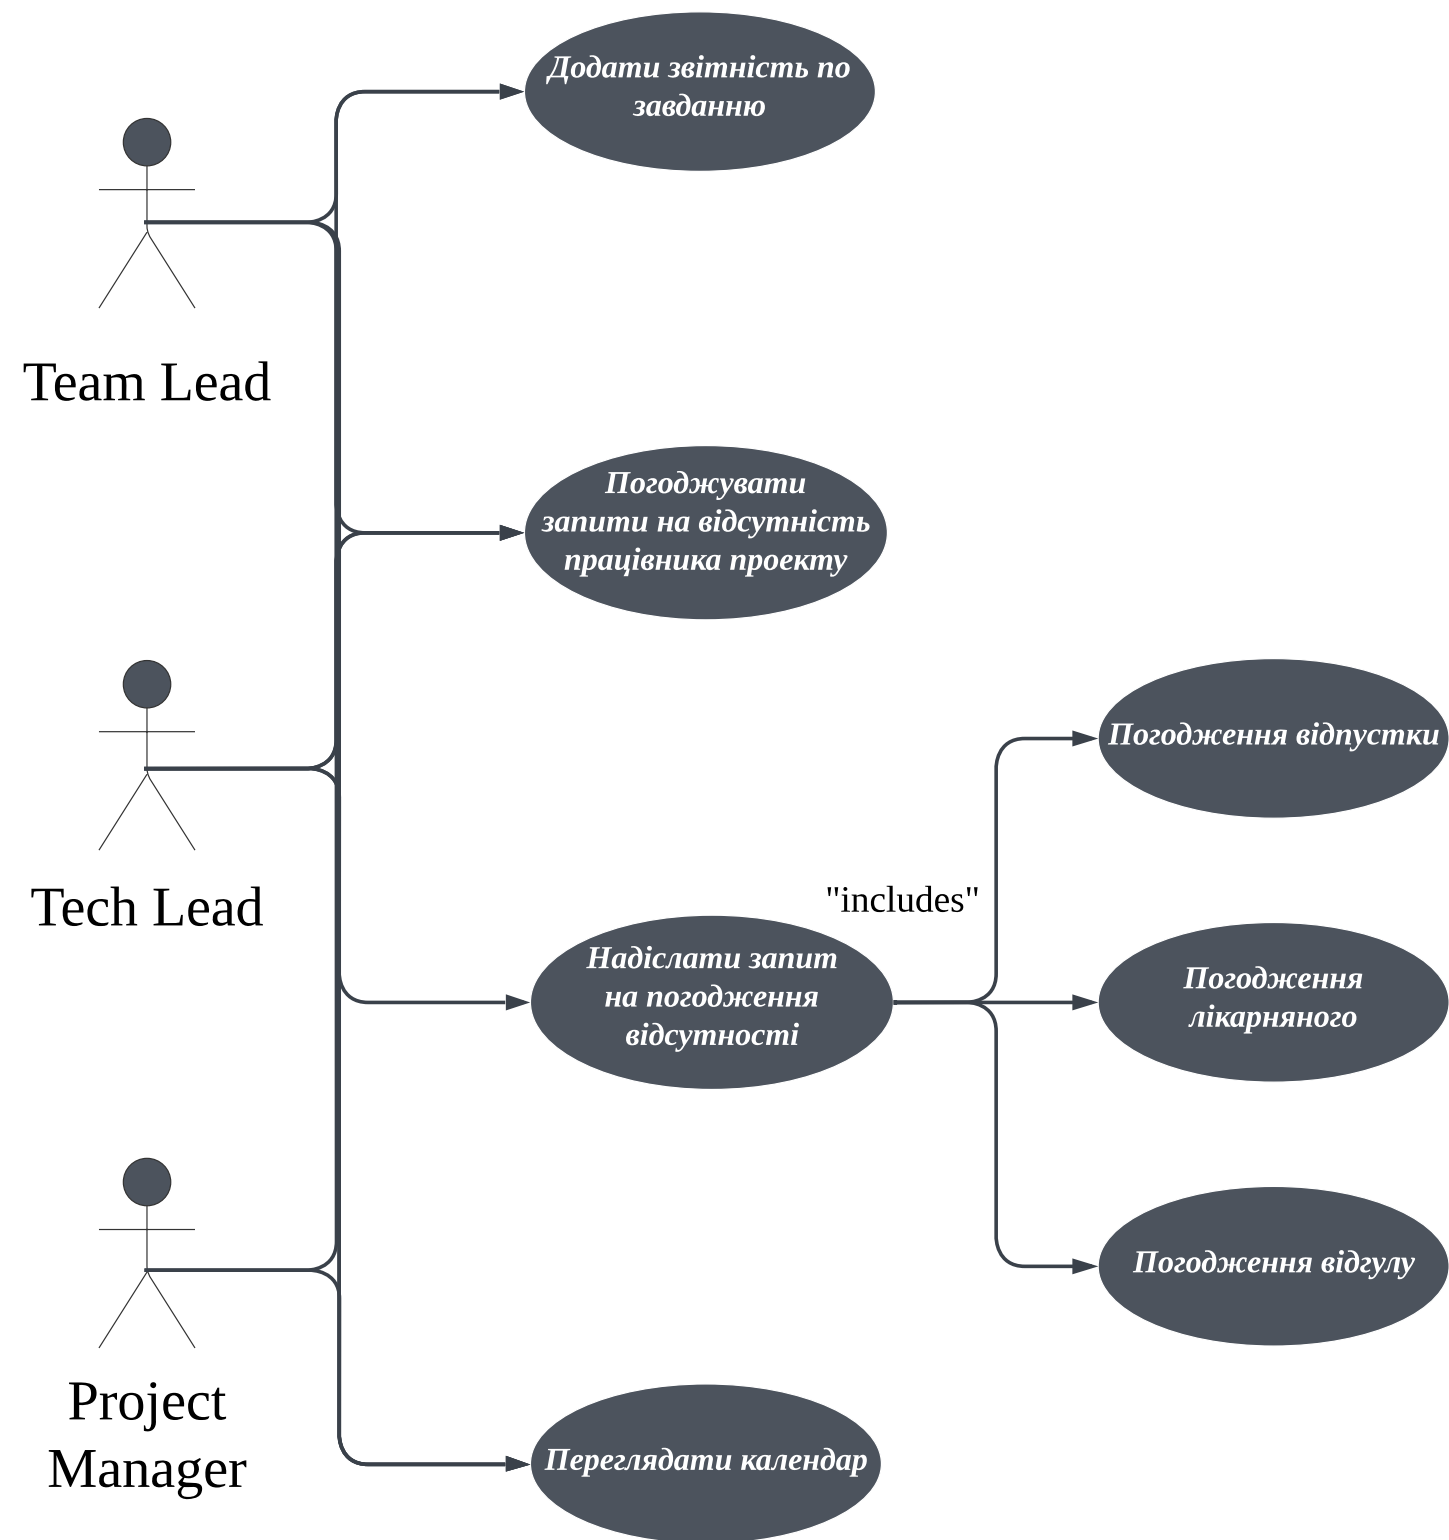 Додати звітність по
завданню
Team Lead
Погоджувати
запити на відсутність
працівника проекту
Погодження відпустки
Tech Lead
"includes"
Надіслати запит
на погодження
відсутності
Погодження
лікарняного
Погодження відгулу
Project
Manager
Переглядати календар